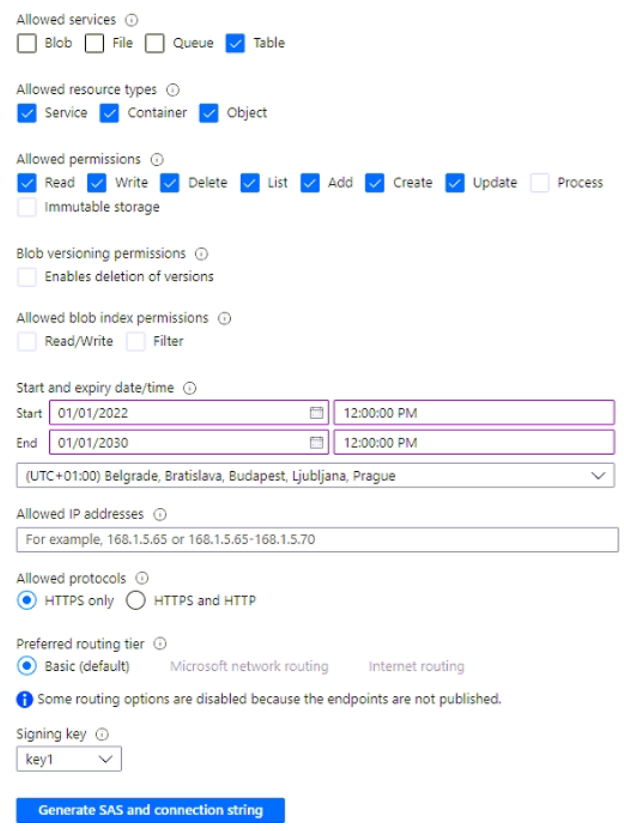 Allowed services
Blob File Queue Table
Allowed resource types
Service Container Object
Allowed permissions
Read Write Delete List Add Create Update Process
Immutable storage
Blob versioning permissions
Enables deletion of versions
Allowed blob index permissions
Read/Write Filter
Start and expiry date/time
Start 01/01/2022 12:00:00 PM
End 01/01/2030 12:00:00 PM
(UTC+01:00) Belgrade, Bratislava, Budapest, Ljubljana, Prague
Allowed IP addresses
For example, 168.1.5.65 or 168.1.5.65-168.1.5.70
Allowed protocols
HTTPS only HTTPS and HTTP
Preferred routing tier
Basic (default) Microsoft network routing Internet routing
Some routing options are disabled because the endpoints are not published.
Signing key
key1
Generate SAS and connection string